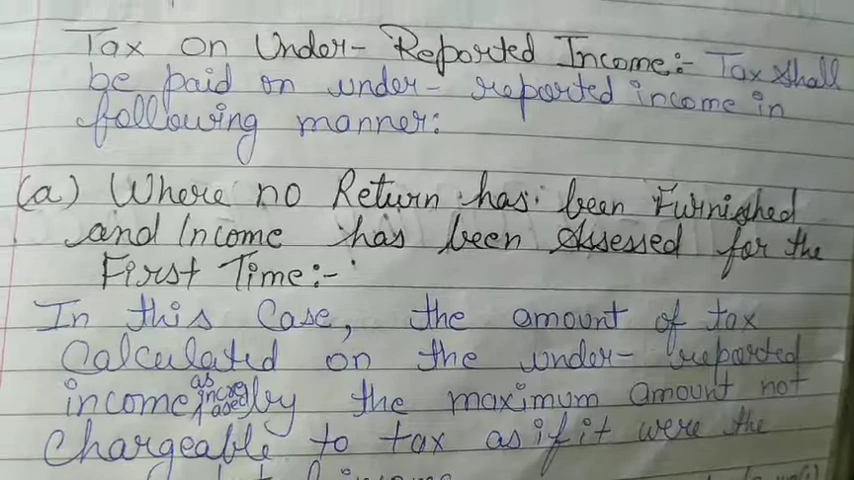 Tax on Under- Reported Income:- Tax shall
be paid on under- reported income in
following manner:
(a) Where no Return has been Furnished
and Income has been Assessed for the
First Time:-
In this Case, the amount of tax
Calculated on the under- reported
income, as increased by the maximum amount not
Chargeable to tax as if it were the
income